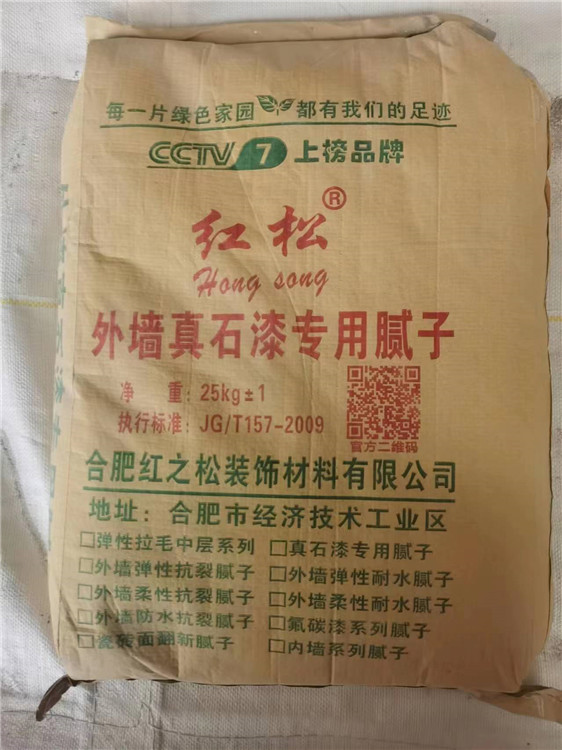 每一片绿色家园 都有我们的足迹
CCTV 7 上榜品牌
红松®
Hong song
外墙真石漆专用腻子
净 重: 25kg±1
执行标准: JG/T157-2009
官方二维码
合肥红之松装饰材料有限公司
地址: 合肥市经济技术工业区
□弹性拉毛中层系列 □真石漆专用腻子
□外墙弹性抗裂腻子 □外墙弹性耐水腻子
□外墙柔性抗裂腻子 □外墙柔性耐水腻子
□外墙防水抗裂腻子 □氟碳漆系列腻子
□瓷砖面翻新腻子 □内墙系列腻子